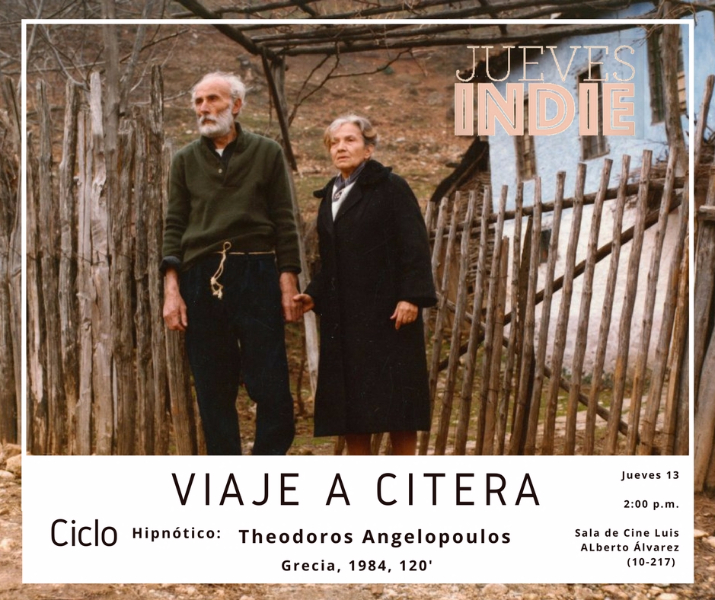 JUEVES
INDIE
VIAJE A CITERA
Ciclo Hipnótico: Theodoros Angelopoulos
Grecia, 1984, 120'
Jueves 13
2:00 p.m.
Sala de Cine Luis
ALberto Álvarez
(10-217)